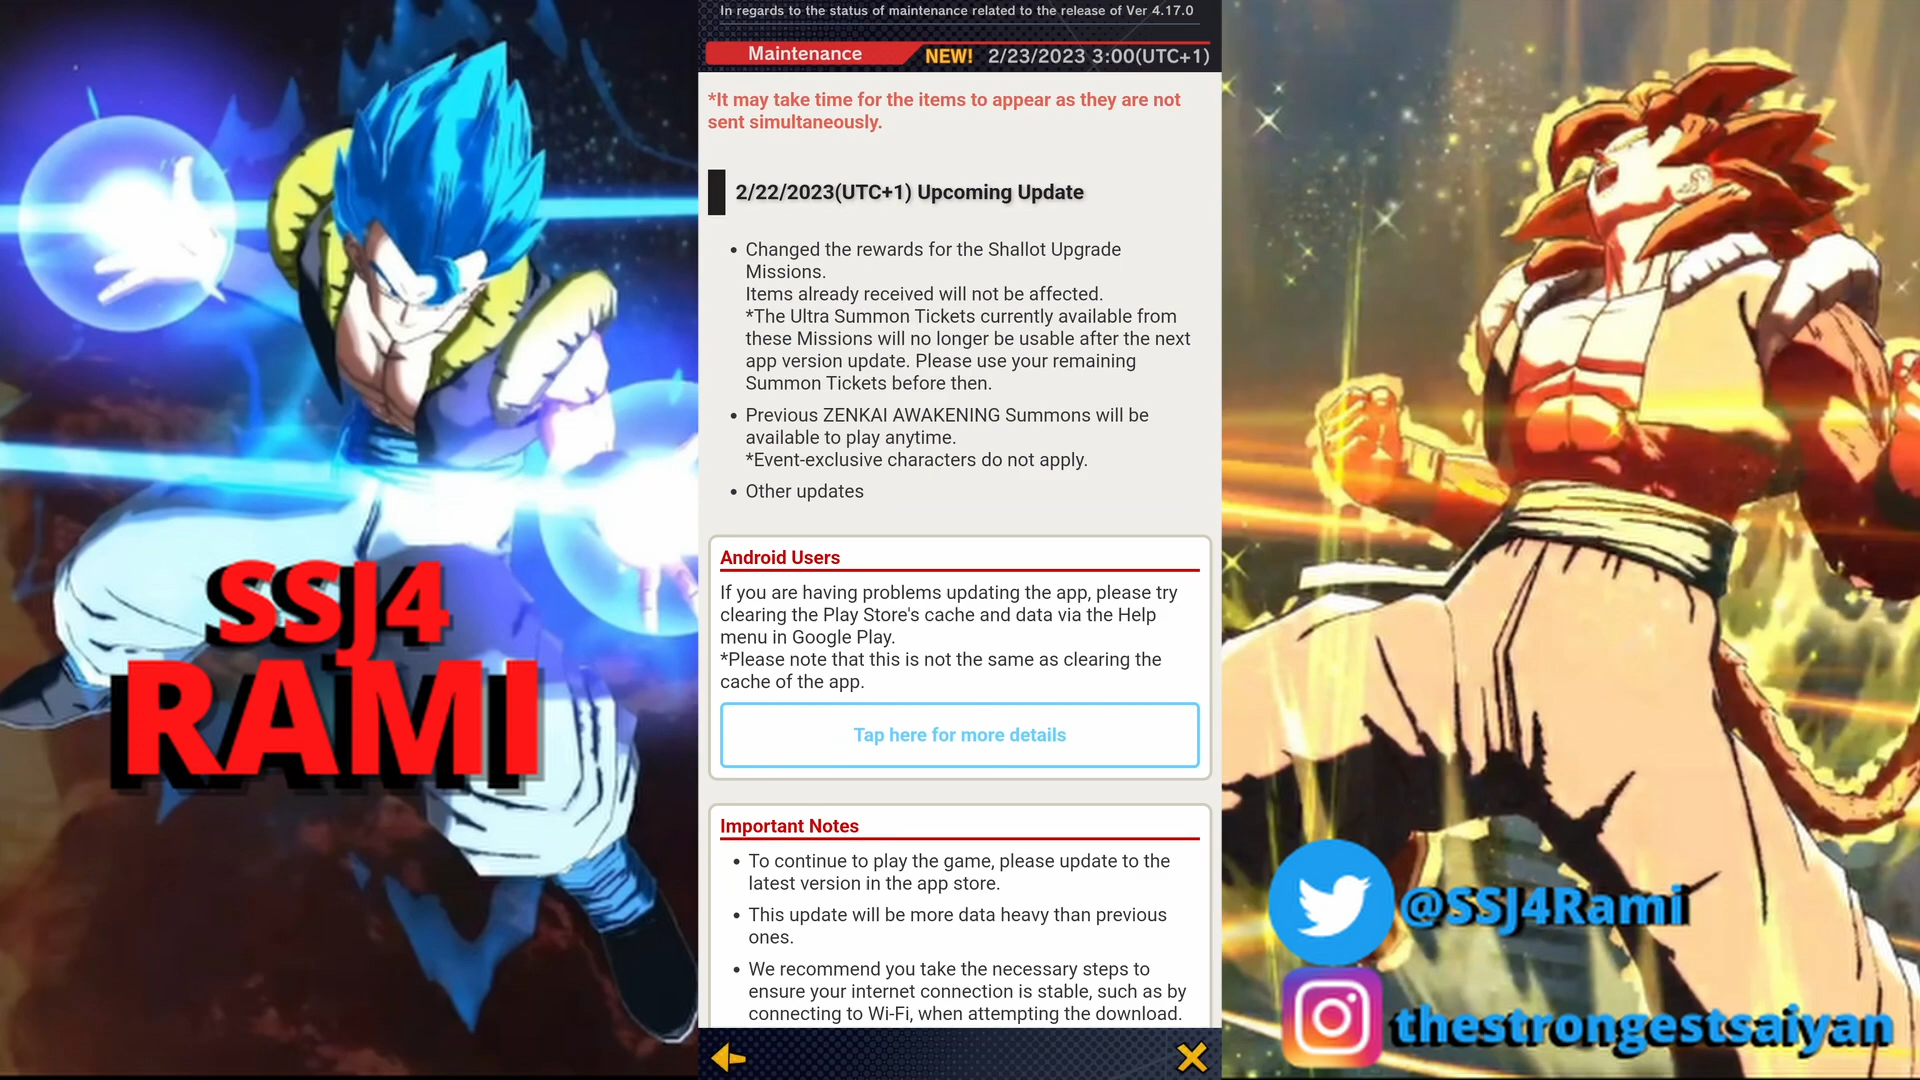 In regards to the status of maintenance related to the release of Ver 4.17.0
Maintenance
NEW! 2/23/2023 3:00(UTC+1)
*It may take time for the items to appear as they are not
sent simultaneously.
2/22/2023(UTC+1) Upcoming Update
• Changed the rewards for the Shallot Upgrade
Missions.
Items already received will not be affected.
*The Ultra Summon Tickets currently available from
these Missions will no longer be usable after the next
app version update. Please use your remaining
Summon Tickets before then.
• Previous ZENKAI AWAKENING Summons will be
available to play anytime.
*Event-exclusive characters do not apply.
• Other updates
Android Users
If you are having problems updating the app, please try
clearing the Play Store's cache and data via the Help
menu in Google Play.
*Please note that this is not the same as clearing the
cache of the app.
Tap here for more details
Important Notes
• To continue to play the game, please update to the
latest version in the app store.
• This update will be more data heavy than previous
ones.
• We recommend you take the necessary steps to
ensure your internet connection is stable, such as by
connecting to Wi-Fi, when attempting the download.
SSJ4
RAMI
@SSJ4Rami
thestrongestsaiyan